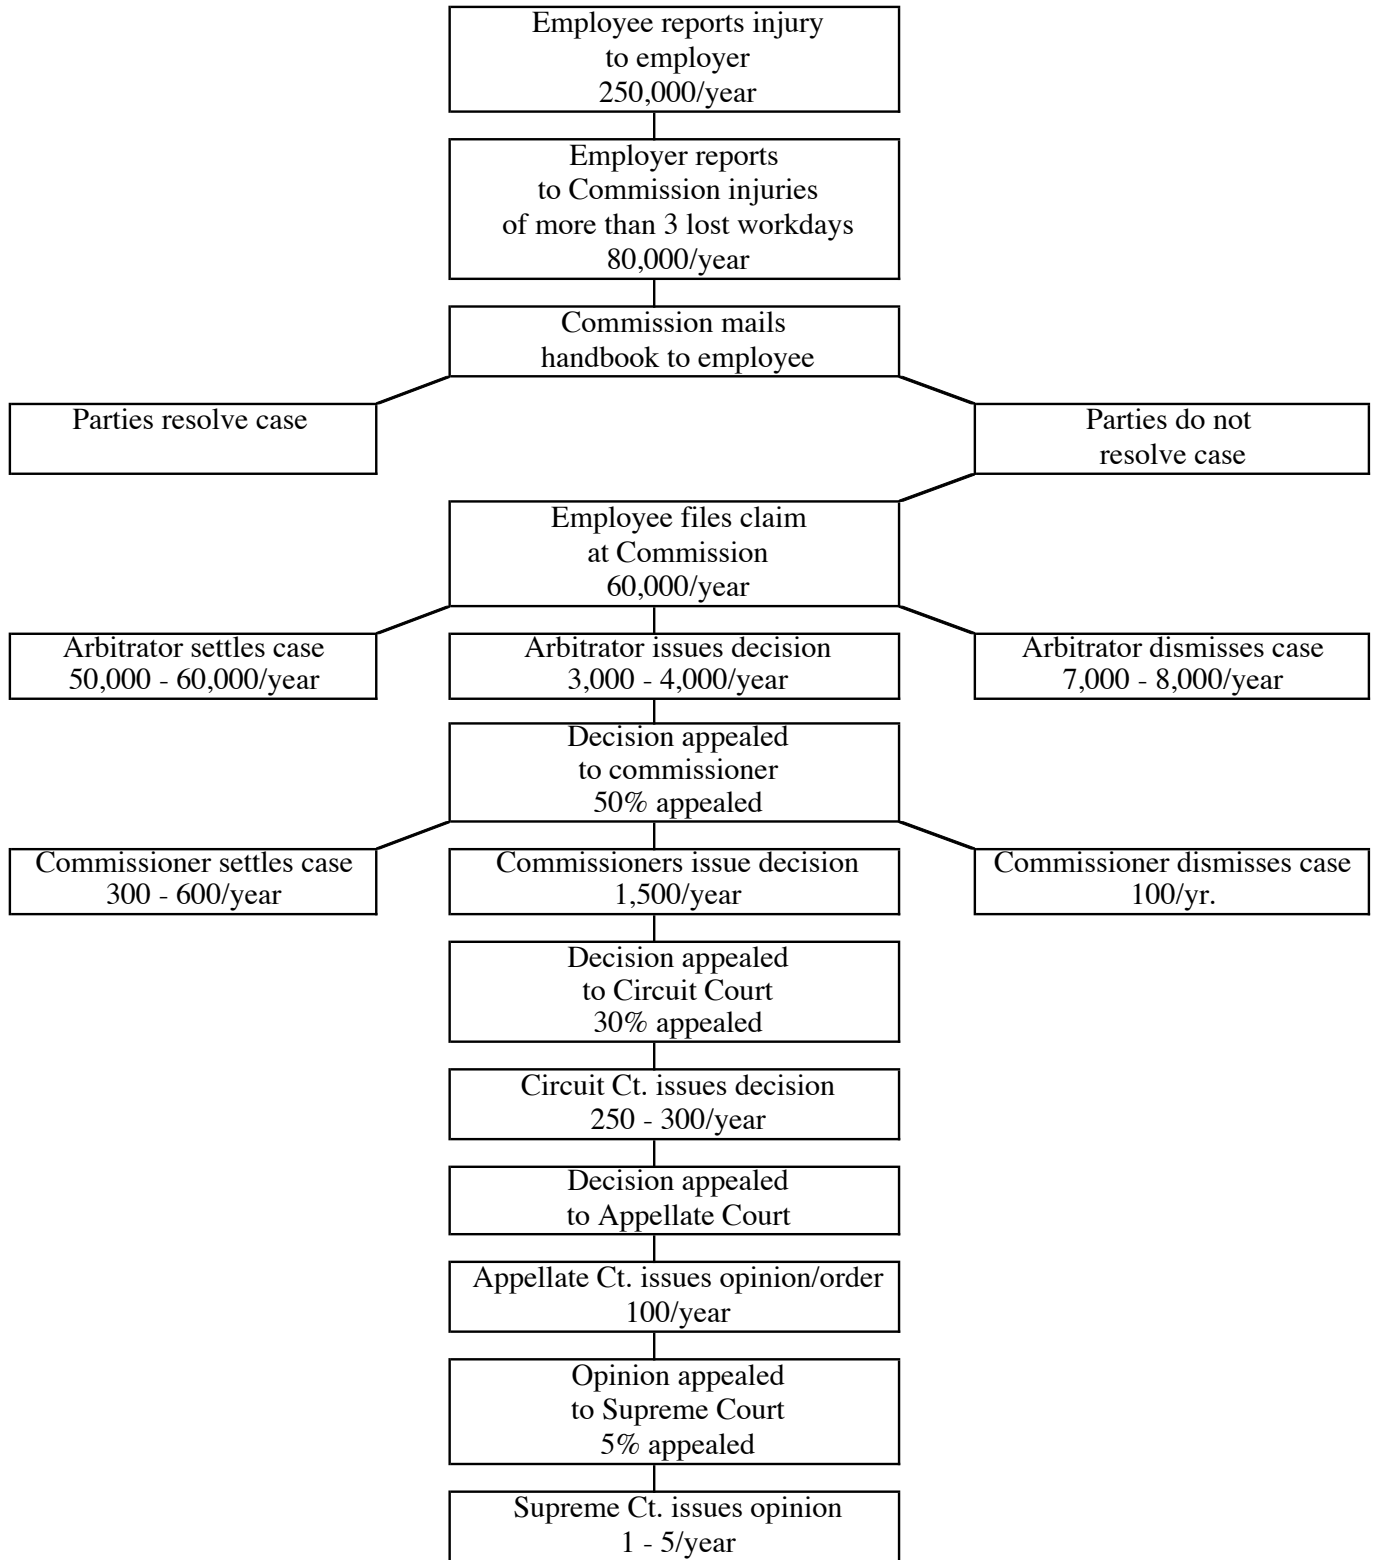 Employee reports injury
to employer
250,000/year
Employer reports
to Commission injuries
of more than 3 lost workdays
80,000/year
Commission mails
handbook to employee
Parties resolve case
Parties do not
resolve case
Employee files claim
at Commission
60,000/year
Arbitrator settles case
50,000 - 60,000/year
Arbitrator issues decision
3,000 - 4,000/year
Arbitrator dismisses case
7,000 - 8,000/year
Decision appealed
to commissioner
50% appealed
Commissioner settles case
300 - 600/year
Commissioners issue decision
1,500/year
Commissioner dismisses case
100/yr.
Decision appealed
to Circuit Court
30% appealed
Circuit Ct. issues decision
250 - 300/year
Decision appealed
to Appellate Court
Appellate Ct. issues opinion/order
100/year
Opinion appealed
to Supreme Court
5% appealed
Supreme Ct. issues opinion
1 - 5/year